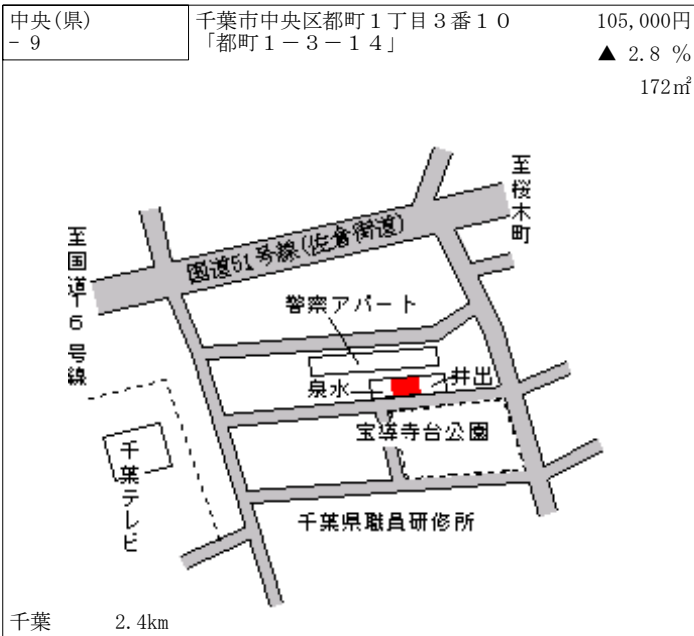 中央(県)
- 9
千葉市中央区都町1丁目3番10
「都町1-3-14」
105,000円
▲ 2.8 %
172㎡
至桜木町
至国道16号線
国道51号線(佐倉街道)
警察アパート
泉水
井出
宝導寺台公園
千葉テレビ
千葉県職員研修所
千葉 2.4km